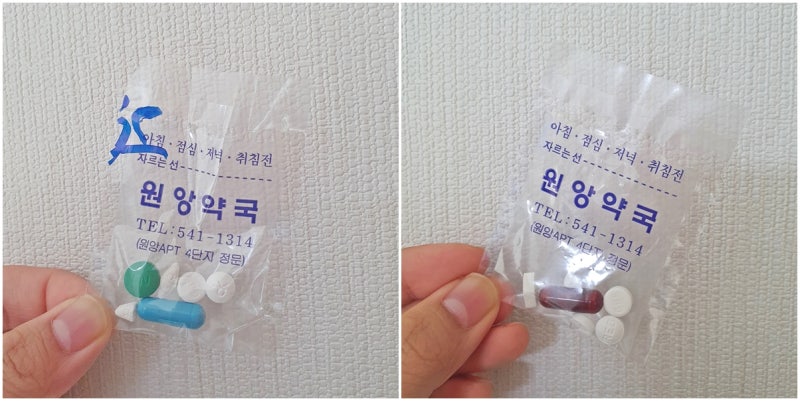 아침·점심·저녁·취침전
자르는선
원앙약국
TEL:541-1314
(원앙APT 4단지 정문)
아침·점심·저녁·취침전
자르는선
원앙약국
TEL:541-1314
(원앙APT 4단지 정문)